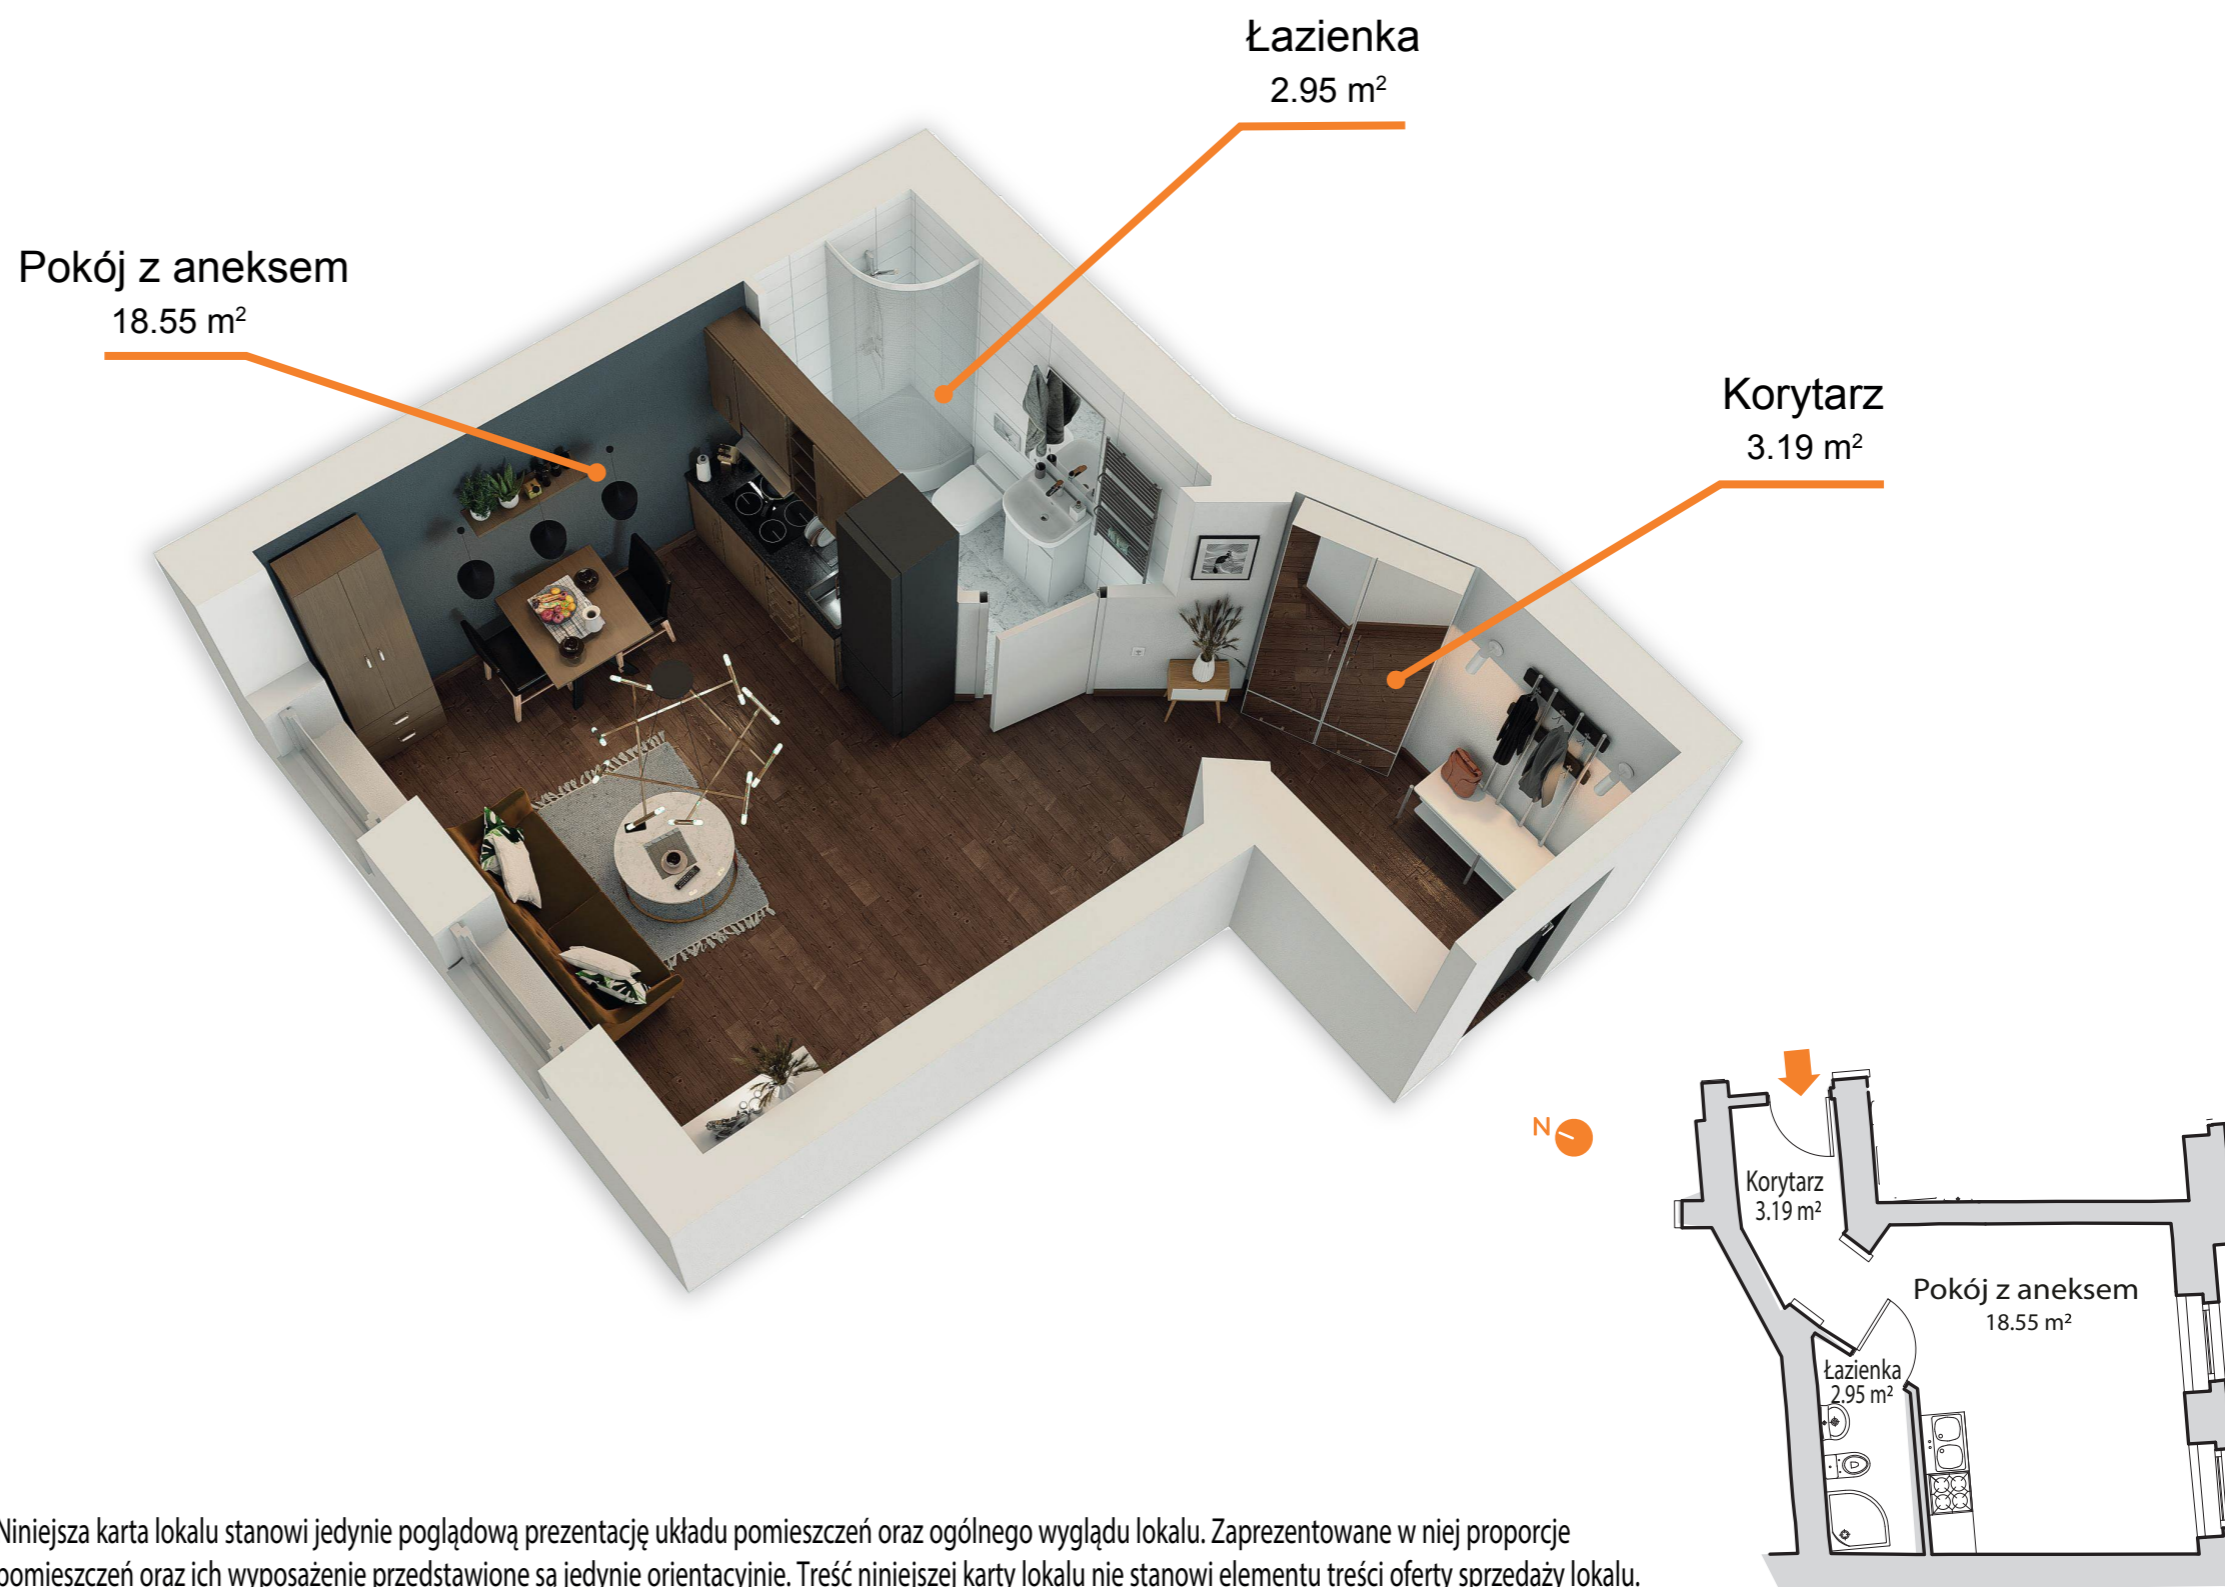 Łazienka
2.95 m²
Pokój z aneksem
18.55 m²
Korytarz
3.19 m²
N
Korytarz
3.19 m²
Pokój z aneksem
18.55 m²
Łazienka
2.95 m²
Niniejsza karta lokalu stanowi jedynie poglądową prezentację układu pomieszczeń oraz ogólnego wyglądu lokalu. Zaprezentowane w niej proporcje
pomieszczeń oraz ich wyposażenie przedstawione są jedynie orientacyjnie. Treść niniejszej karty lokalu nie stanowi elementu treści oferty sprzedaży lokalu.